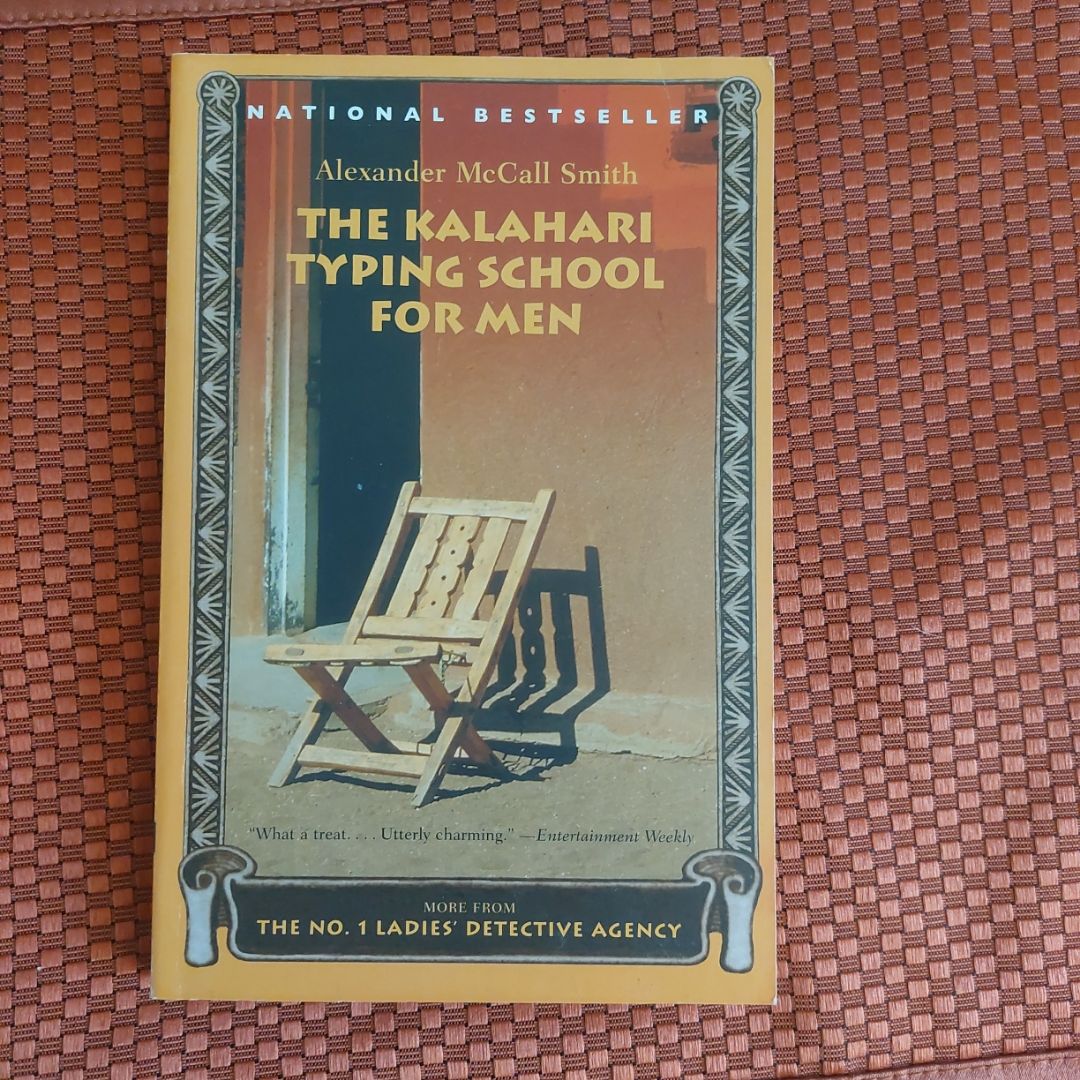 NATIONAL BESTSELLER
Alexander McCall Smith
THE KALAHARI
TYPING SCHOOL
FOR MEN
"What a treat. . . . Utterly charming." —Entertainment Weekly
MORE FROM
THE NO. 1 LADIES' DETECTIVE AGENCY